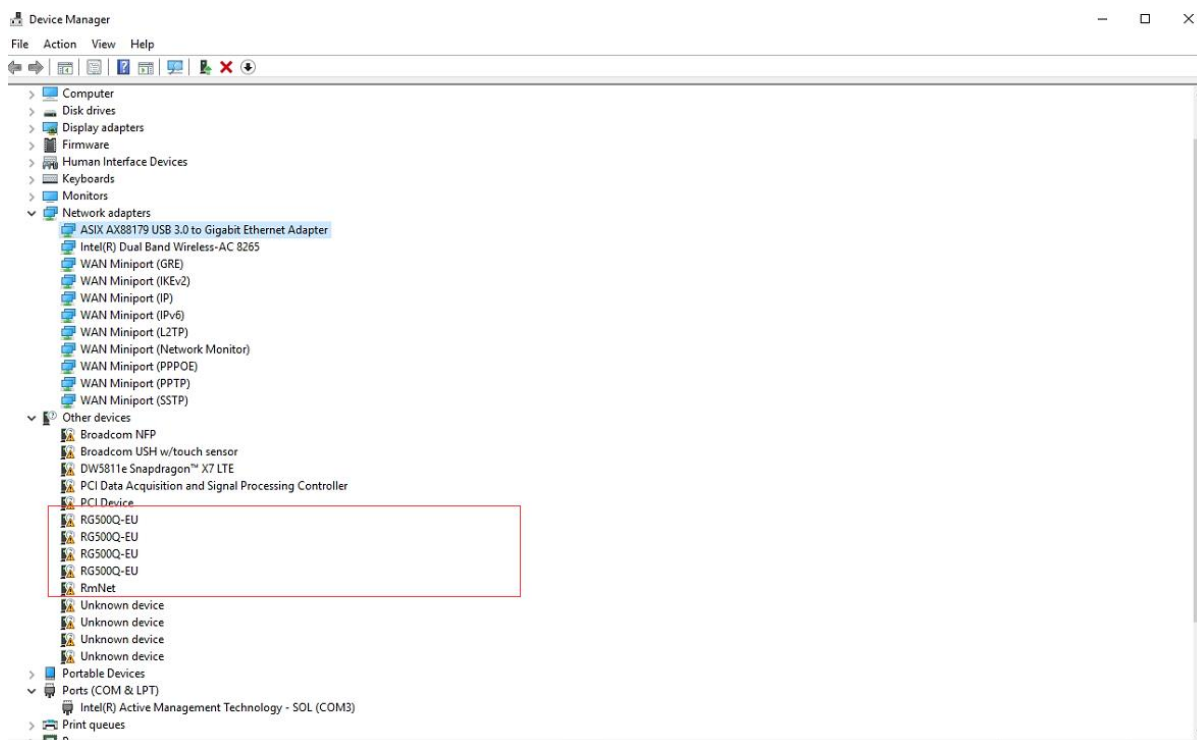 Device Manager
File Action View Help
Computer
Disk drives
Display adapters
Firmware
Human Interface Devices
Keyboards
Monitors
Network adapters
ASIX AX88179 USB 3.0 to Gigabit Ethernet Adapter
Intel(R) Dual Band Wireless-AC 8265
WAN Miniport (GRE)
WAN Miniport (IKEv2)
WAN Miniport (IP)
WAN Miniport (IPv6)
WAN Miniport (L2TP)
WAN Miniport (Network Monitor)
WAN Miniport (PPPOE)
WAN Miniport (PPTP)
WAN Miniport (SSTP)
Other devices
Broadcom NFP
Broadcom USH w/touch sensor
DW5811e Snapdragon™ X7 LTE
PCI Data Acquisition and Signal Processing Controller
PCI Device
RG500Q-EU
RG500Q-EU
RG500Q-EU
RG500Q-EU
RmNet
Unknown device
Unknown device
Unknown device
Unknown device
Portable Devices
Ports (COM & LPT)
Intel(R) Active Management Technology - SOL (COM3)
Print queues